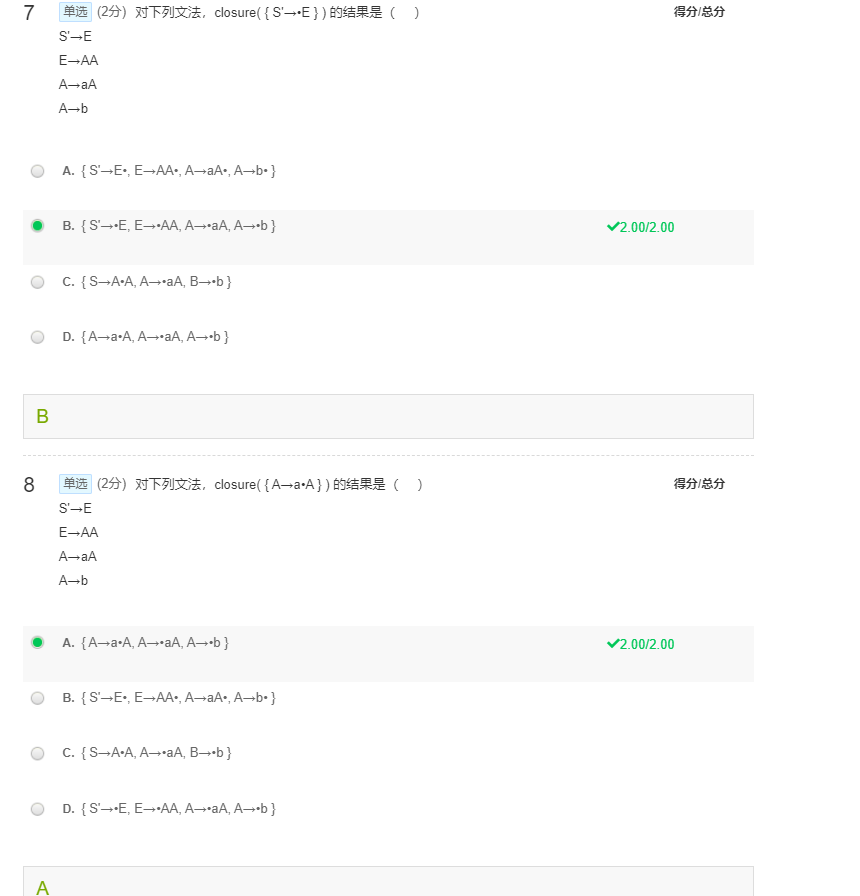 7 单选 (2分) 对下列文法，closure( { S'→•E } ) 的结果是（ ） 得分/总分
S'→E
E→AA
A→aA
A→b
A. { S'→E•, E→AA•, A→aA•, A→b• }
B. { S'→•E, E→•AA, A→•aA, A→•b } 2.00/2.00
C. { S→A•A, A→•aA, B→•b }
D. { A→a•A, A→•aA, A→•b }
B
8 单选 (2分) 对下列文法，closure( { A→a•A } ) 的结果是（ ） 得分/总分
S'→E
E→AA
A→aA
A→b
A. { A→a•A, A→•aA, A→•b } 2.00/2.00
B. { S'→E•, E→AA•, A→aA•, A→b• }
C. { S→A•A, A→•aA, B→•b }
D. { S'→•E, E→•AA, A→•aA, A→•b }
A